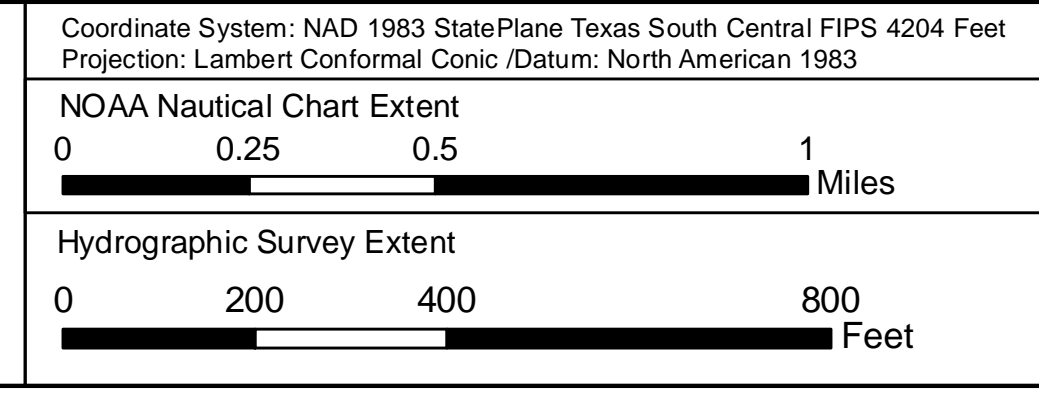 Coordinate System: NAD 1983 StatePlane Texas South Central FIPS 4204 Feet
Projection: Lambert Conformal Conic /Datum: North American 1983
NOAA Nautical Chart Extent
0 0.25 0.5 1
Miles
Hydrographic Survey Extent
0 200 400 800
Feet